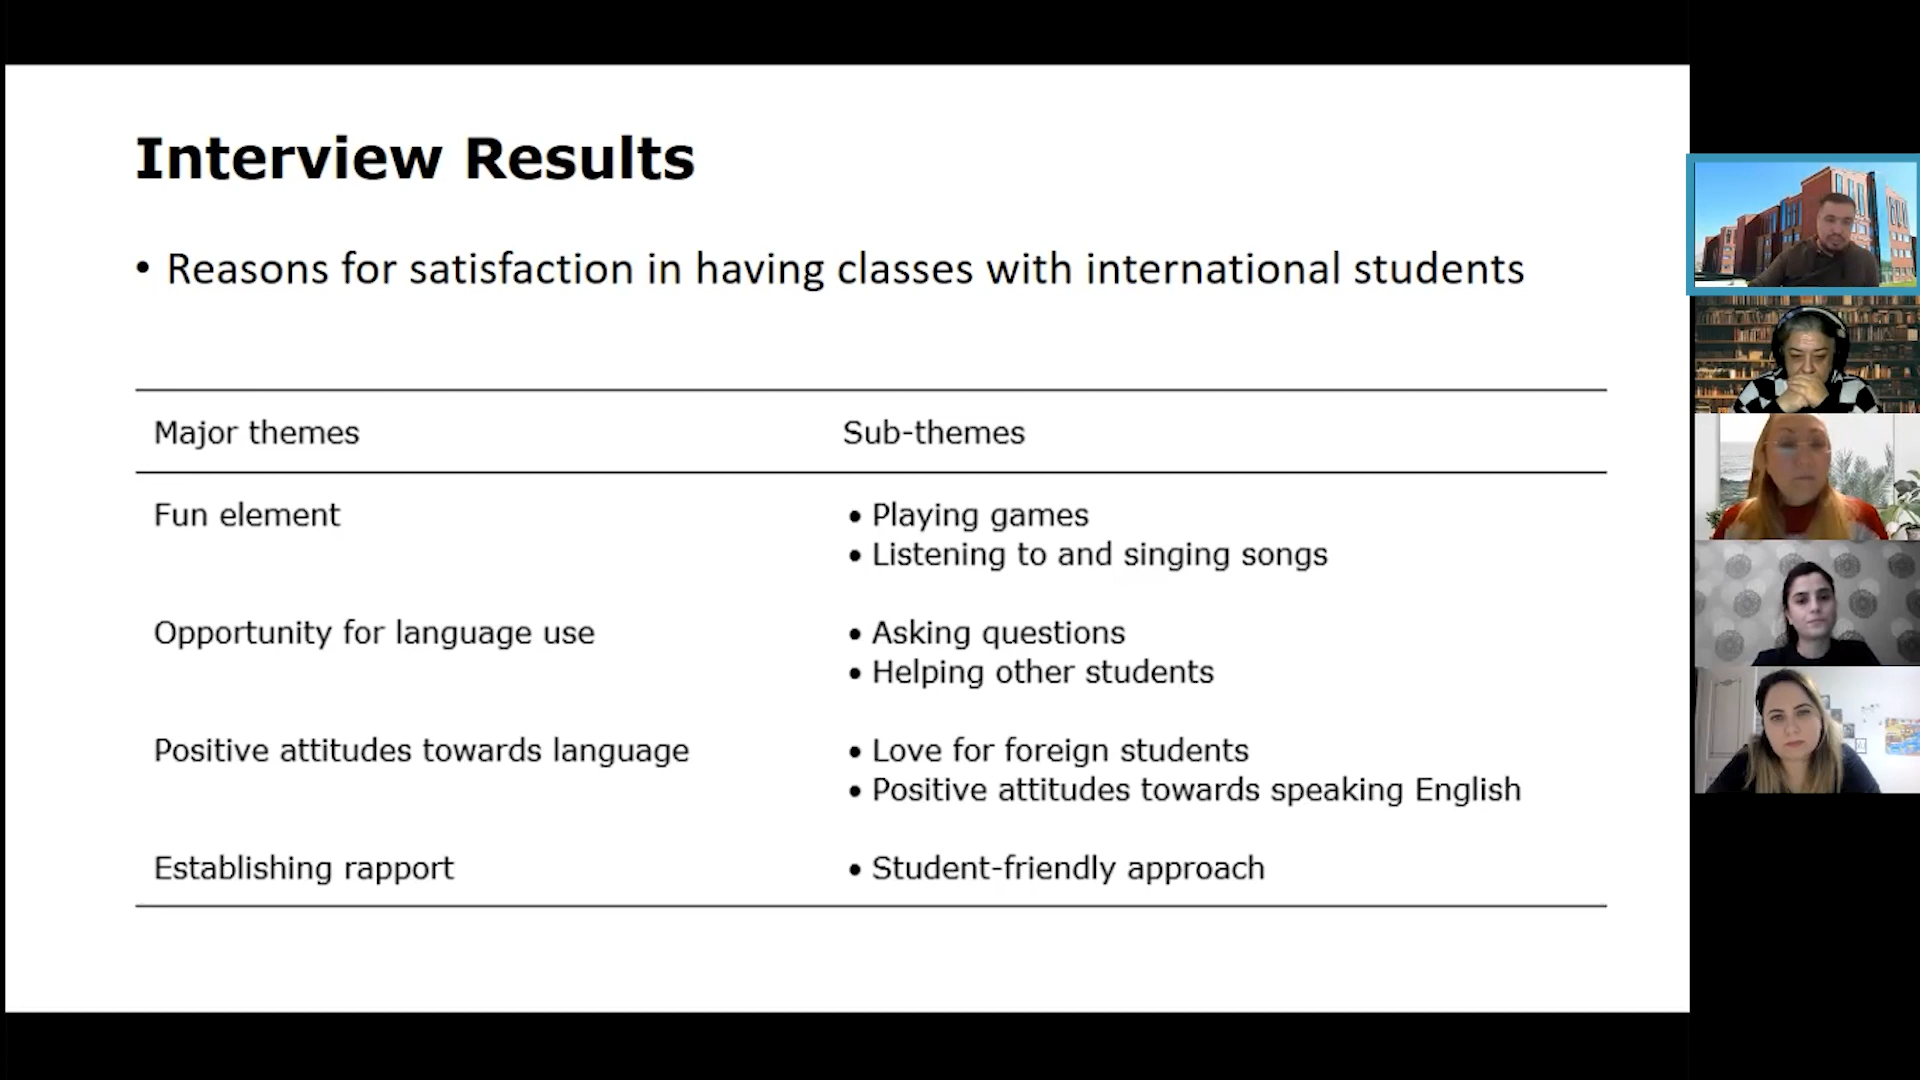 Interview Results
• Reasons for satisfaction in having classes with international students
Major themes
Sub-themes
Fun element
• Playing games
• Listening to and singing songs
Opportunity for language use
• Asking questions
• Helping other students
Positive attitudes towards language
• Love for foreign students
• Positive attitudes towards speaking English
Establishing rapport
• Student-friendly approach